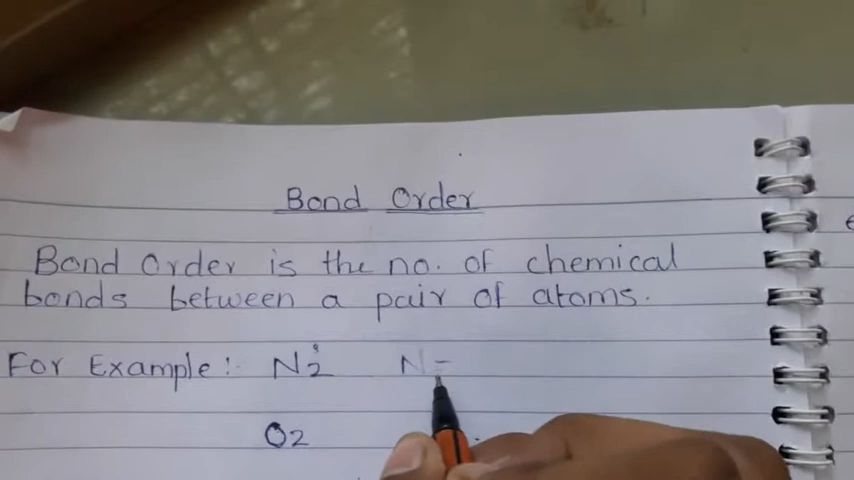 Bond Order
Bond Order is the no. of chemical
bonds between a pair of atoms.
For Example :- N2 N=
O2